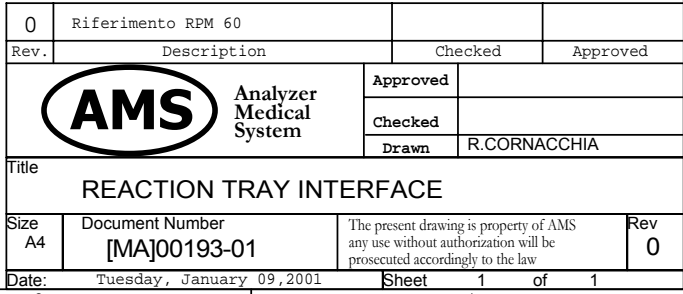 0 Riferimento RPM 60
Rev. Description Checked Approved
AMS Analyzer Medical System
Approved
Checked
Drawn R.CORNACCHIA
Title
REACTION TRAY INTERFACE
Size Document Number Rev
A4 [MA]00193-01 0
The present drawing is property of AMS
any use without authorization will be
prosecuted accordingly to the law
Date: Tuesday, January 09,2001 Sheet 1 of 1